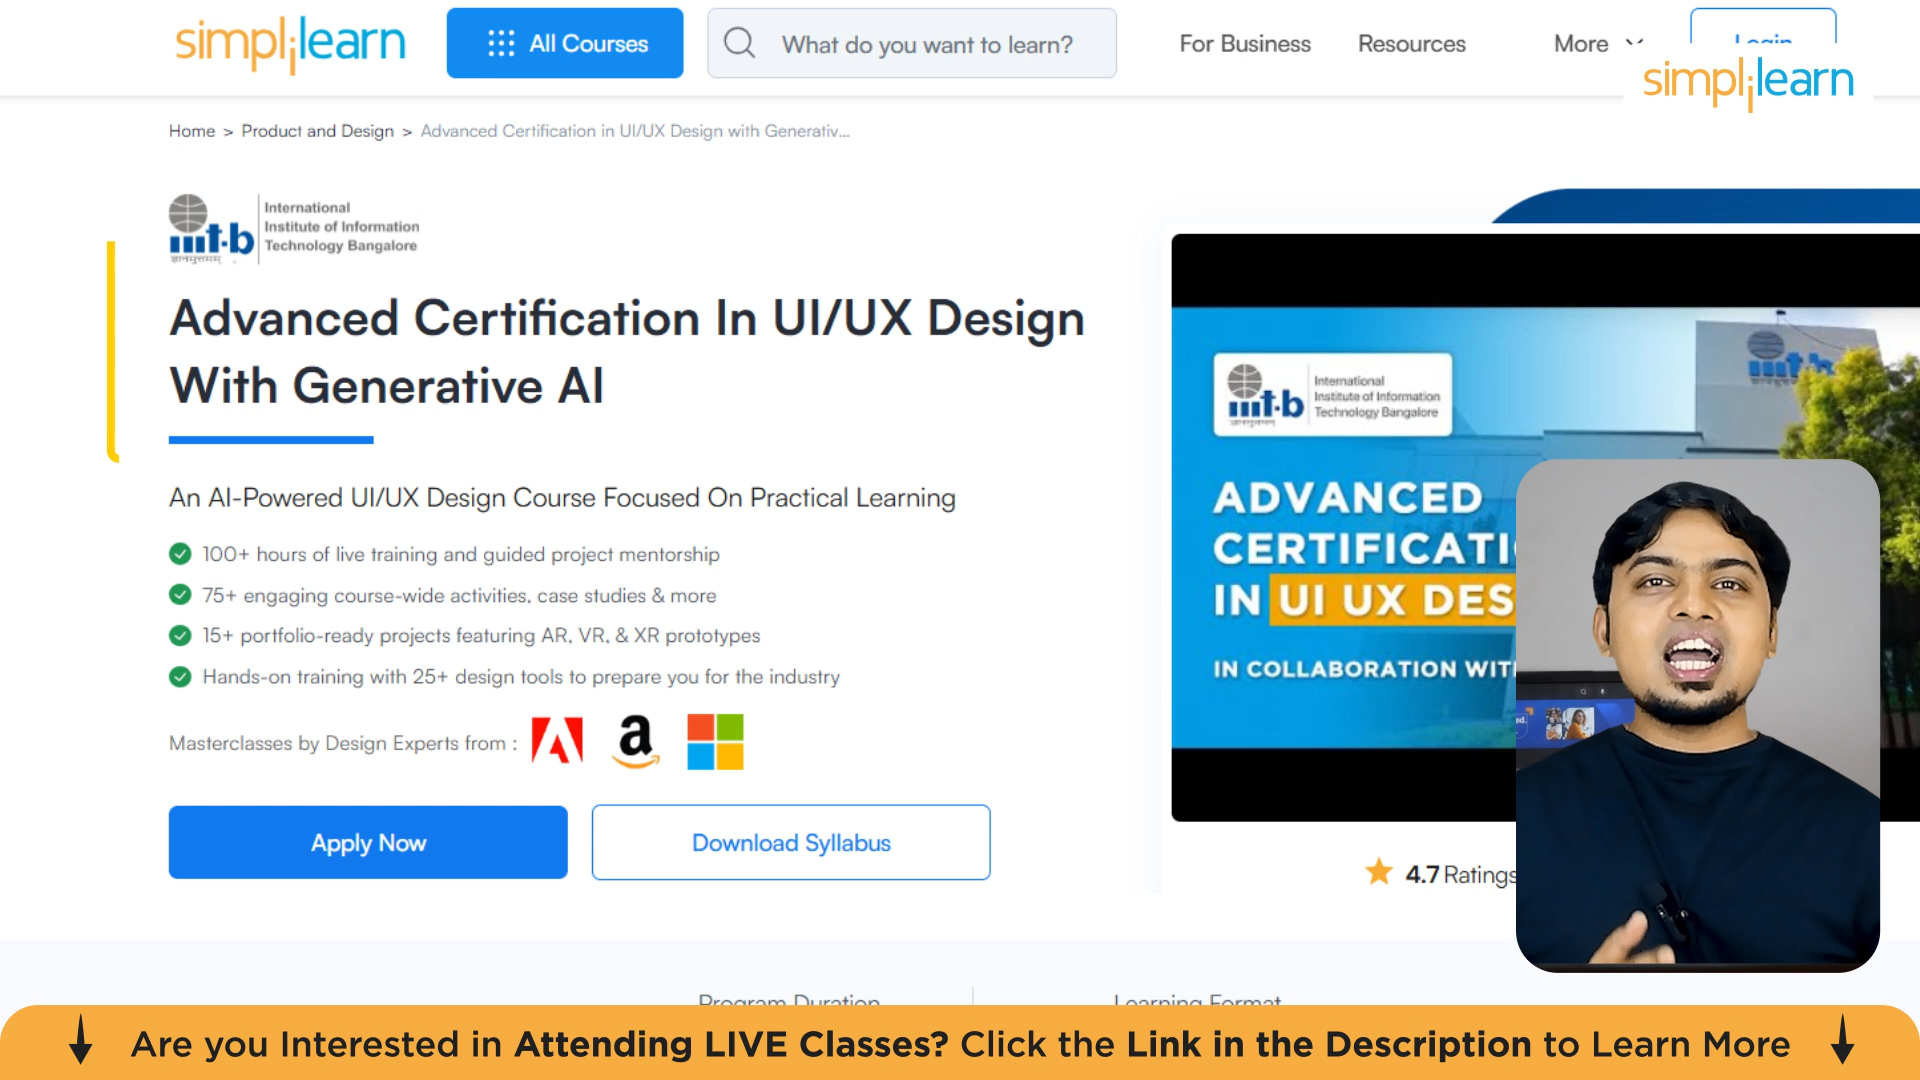 simplilearn
All Courses
What do you want to learn?
For Business
Resources
More
Login
simplilearn
Home > Product and Design > Advanced Certification in UI/UX Design with Generativ...
iiit-b
International
Institute of Information
Technology Bangalore
ज्ञानमुत्तमम्
Advanced Certification In UI/UX Design
With Generative AI
An AI-Powered UI/UX Design Course Focused On Practical Learning
100+ hours of live training and guided project mentorship
75+ engaging course-wide activities, case studies & more
15+ portfolio-ready projects featuring AR, VR, & XR prototypes
Hands-on training with 25+ design tools to prepare you for the industry
Masterclasses by Design Experts from :
Apply Now
Download Syllabus
iiit-b
International
Institute of Information
Technology Bangalore
ADVANCED
CERTIFICATI
IN UI UX DES
IN COLLABORATION WIT
iiit-b
4.7 Ratings
Program Duration
Learning Format
Are you Interested in Attending LIVE Classes? Click the Link in the Description to Learn More